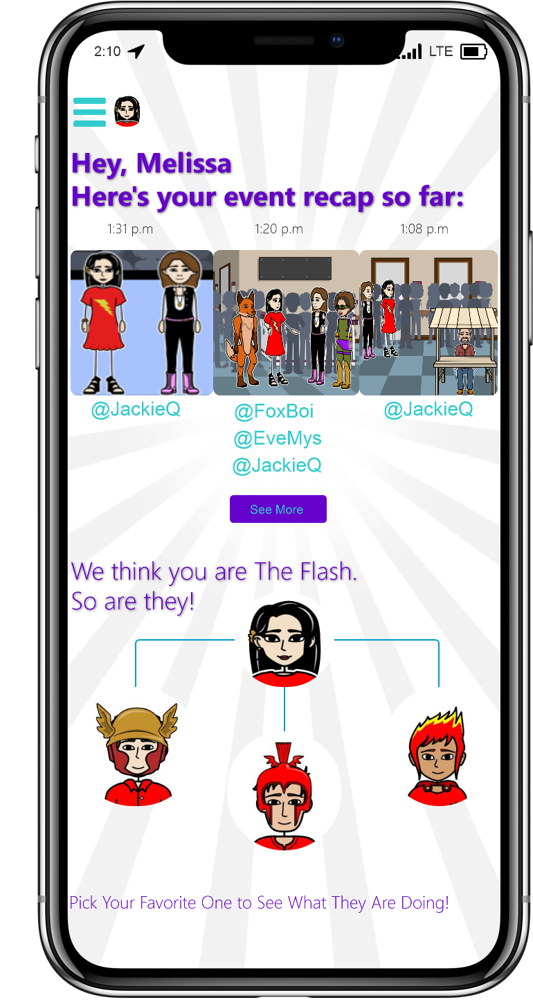 2:10 LTE
Hey, Melissa
Here's your event recap so far:
1:31 p.m 1:20 p.m 1:08 p.m
@JackieQ @FoxBoi @JackieQ
@EveMys
@JackieQ
See More
We think you are The Flash.
So are they!
Pick Your Favorite One to See What They Are Doing!